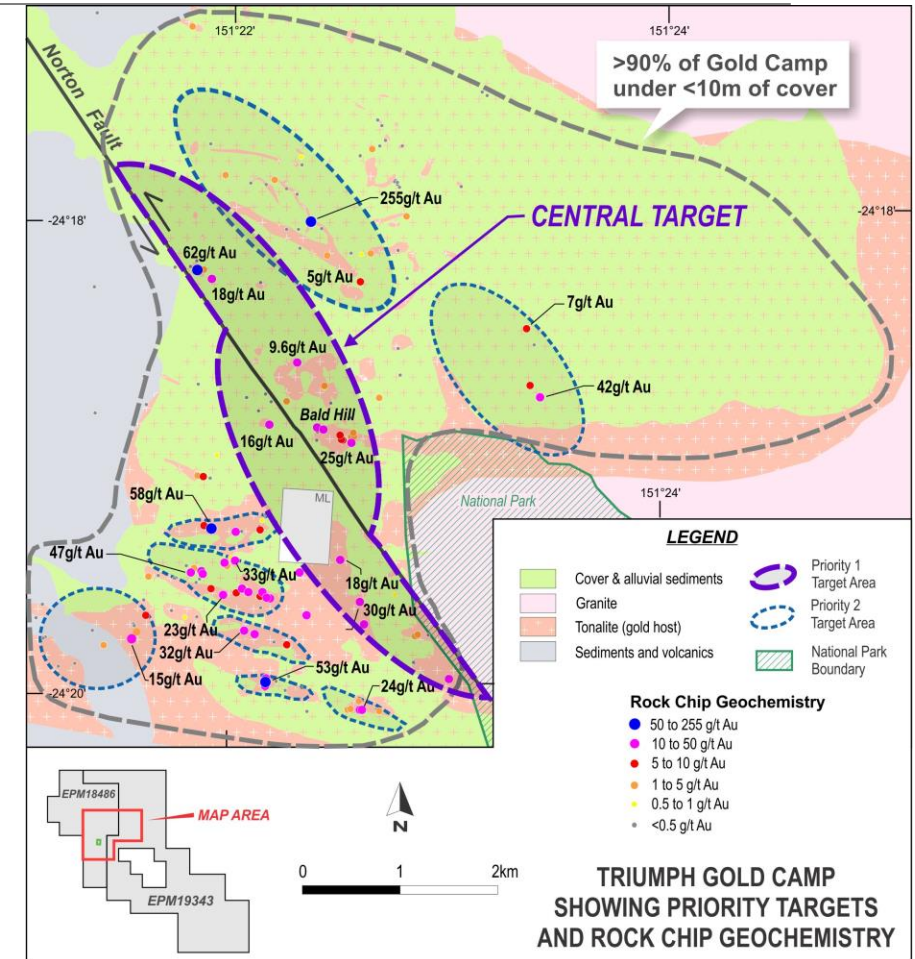 151°22'
151°24'
Norton Fault
>90% of Gold Camp
under <10m of cover
-24°18'
-24°18'
255g/t Au
CENTRAL TARGET
62g/t Au
18g/t Au
5g/t Au
7g/t Au
9.6g/t Au
42g/t Au
Bald Hill
16g/t Au
25g/t Au
58g/t Au
ML
National Park
151°24'
47g/t Au
33g/t Au
18g/t Au
30g/t Au
23g/t Au
32g/t Au
15g/t Au
53g/t Au
24g/t Au
-24°20'
LEGEND
Cover & alluvial sediments
Granite
Tonalite (gold host)
Sediments and volcanics
Priority 1
Target Area
Priority 2
Target Area
National Park
Boundary
Rock Chip Geochemistry
50 to 255 g/t Au
10 to 50 g/t Au
5 to 10 g/t Au
1 to 5 g/t Au
0.5 to 1 g/t Au
<0.5 g/t Au
EPM18486
MAP AREA
EPM19343
N
0 1 2km
TRIUMPH GOLD CAMP
SHOWING PRIORITY TARGETS
AND ROCK CHIP GEOCHEMISTRY